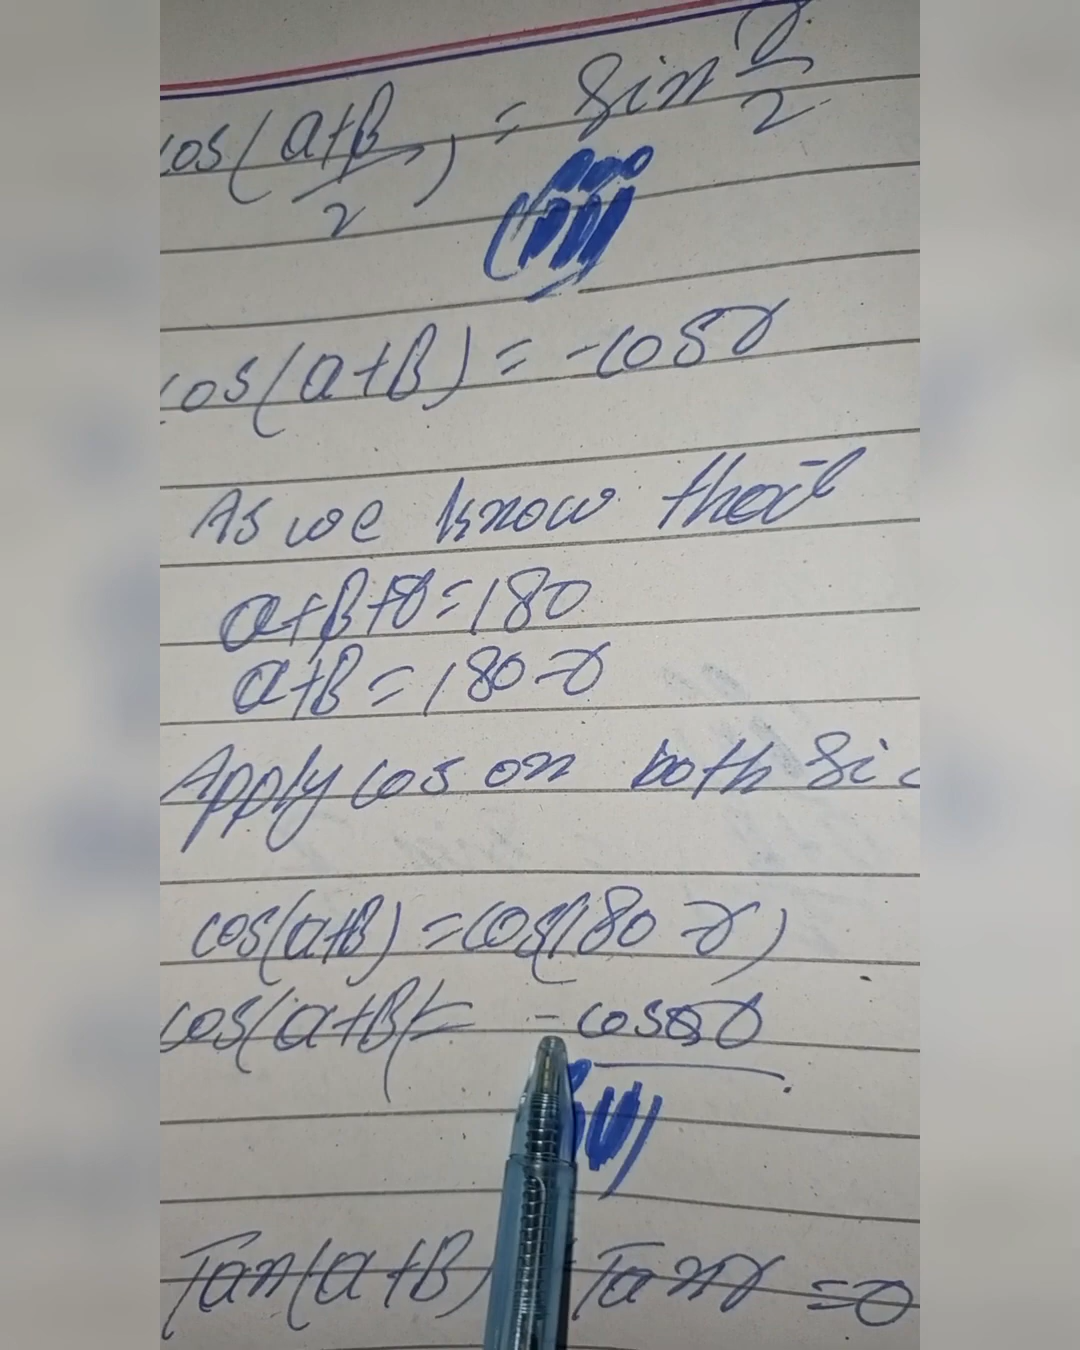 cos(α+β/2) = Sin γ/2
(iii)
cos(α+β) = -cosγ
As we know that
α+β+γ=180
α+β=180-γ
Apply cos on both Si
cos(α+β) =cos(180-γ)
cos(α+β)= -cosγ
Tan(α+β) Tanγ =0